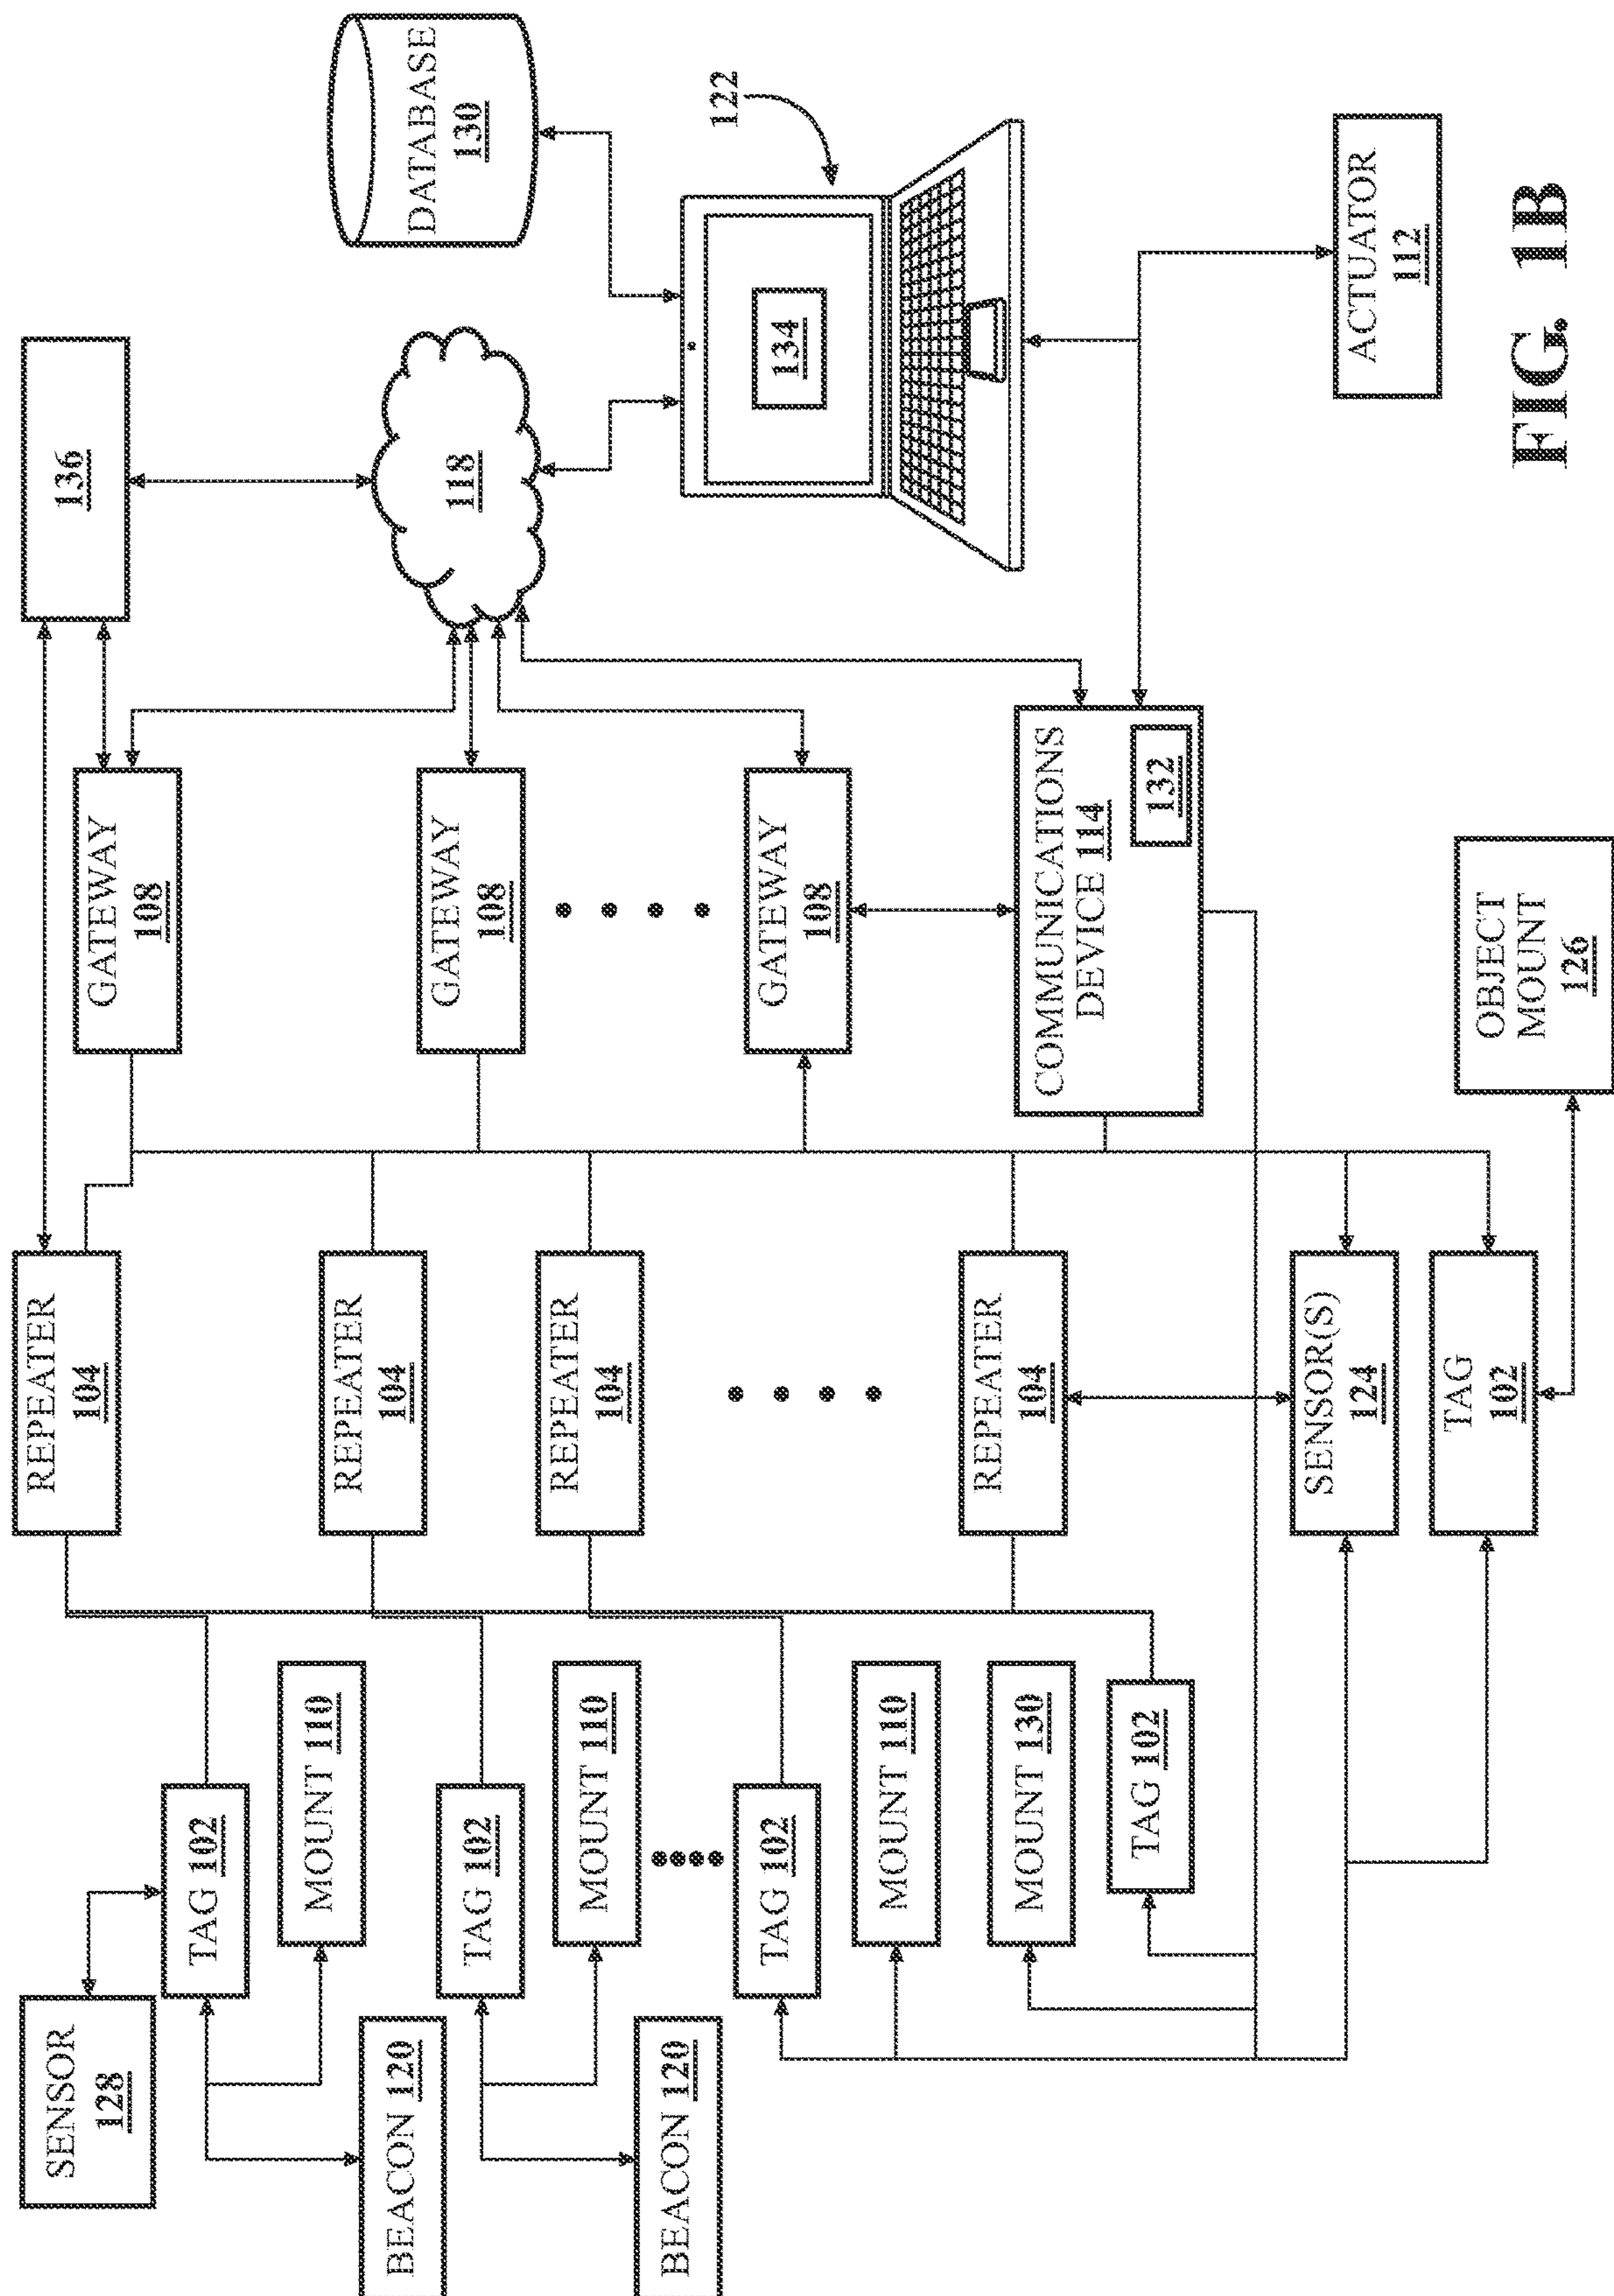 SENSOR
128
TAG 102
MOUNT 110
BEACON 120
TAG 102
MOUNT 110
BEACON 120
TAG 102
MOUNT 110
MOUNT 130
TAG 102
REPEATER
104
REPEATER
104
REPEATER
104
REPEATER
104
SENSOR(S)
124
TAG
102
GATEWAY
108
GATEWAY
108
GATEWAY
108
COMMUNICATIONS
DEVICE 114
132
OBJECT
MOUNT
126
136
118
DATABASE
130
122
134
ACTUATOR
112
FIG. 1B